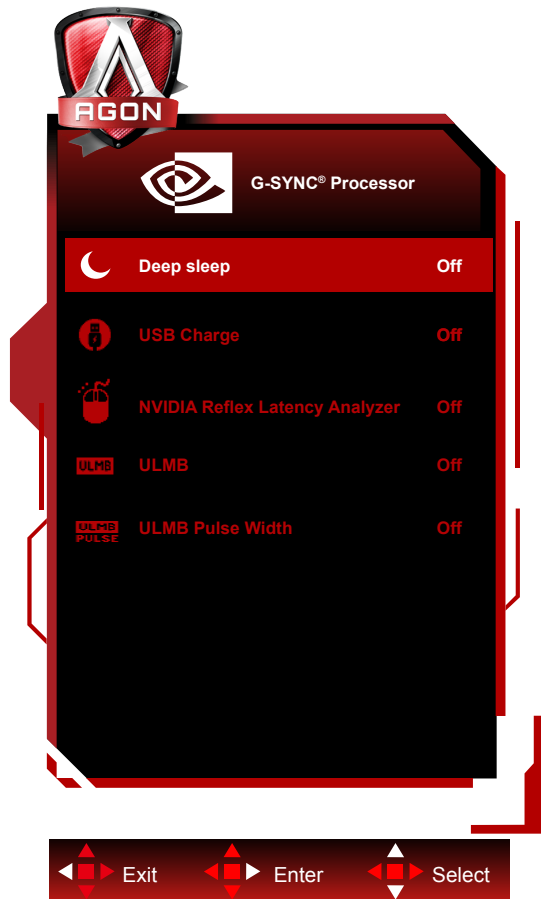 AGON
G-SYNC® Processor
Deep sleep Off
USB Charge Off
NVIDIA Reflex Latency Analyzer Off
ULMB ULMB Off
ULMB PULSE ULMB Pulse Width Off
Exit Enter Select